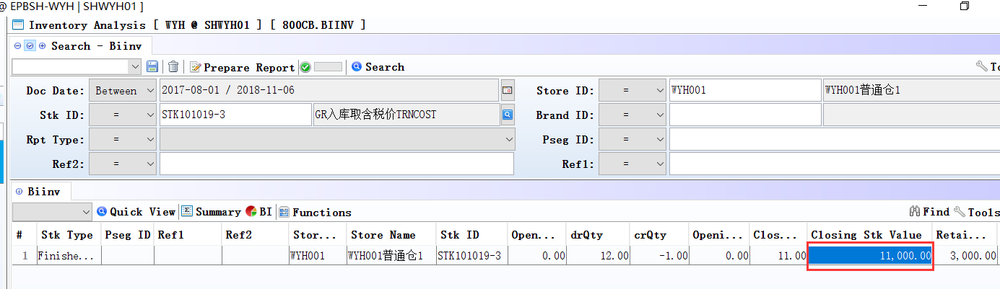 @ EPBSH-WYH | SHWYH01 ]
Inventory Analysis [ WYH @ SHWYH01 ] [ 800CB.BIINV ]
Search - Biinv
Prepare Report Search To
Doc Date: Between 2017-08-01 / 2018-11-06 Store ID: = WYH001 WYH001普通仓1
Stk ID: = STK101019-3 GR入库取含税价TRNCOST Brand ID: =
Rpt Type: = Pseg ID: =
Ref2: = Ref1: =
Biinv
Quick View Summary BI Functions Find Tools
# Stk Type Pseg ID Ref1 Ref2 Stor... Store Name Stk ID Open... drQty crQty Openi... Clos... Closing Stk Value Retai...
1 Finishe... WYH001 WYH001普通仓1 STK101019-3 0.00 12.00 -1.00 0.00 11.00 11,000.00 3,000.00